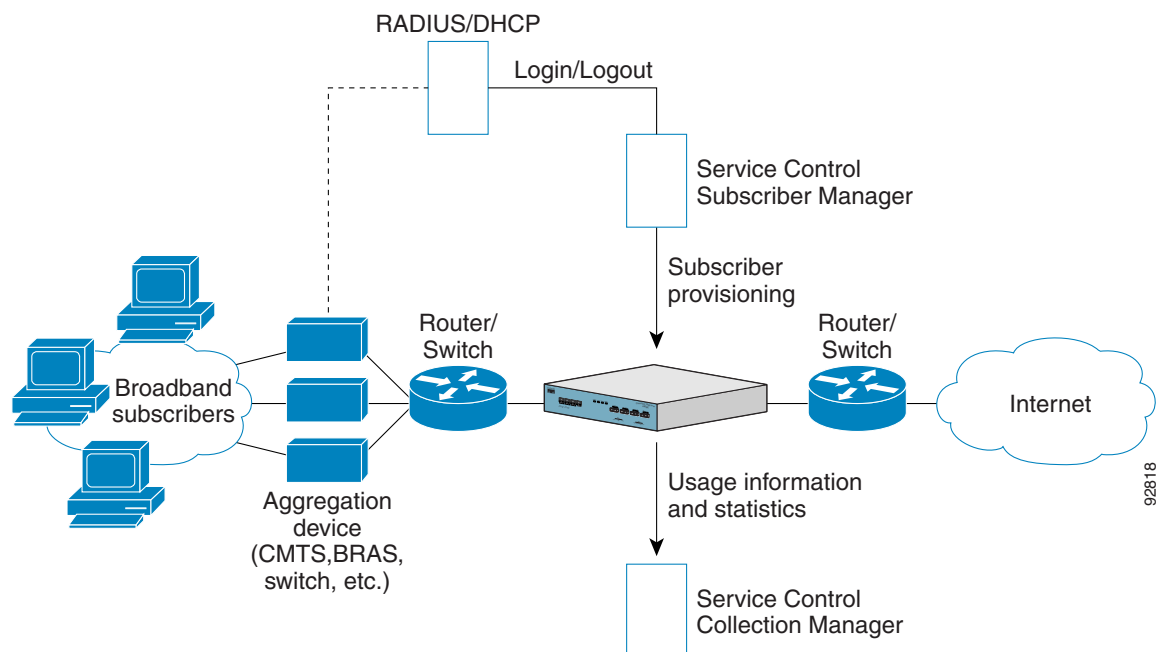 RADIUS/DHCP
Login/Logout
Service Control
Subscriber Manager
Subscriber
provisioning
Router/
Switch
Router/
Switch
Broadband
subscribers
Internet
Aggregation
device
(CMTS,BRAS,
switch, etc.)
Usage information
and statistics
92818
Service Control
Collection Manager